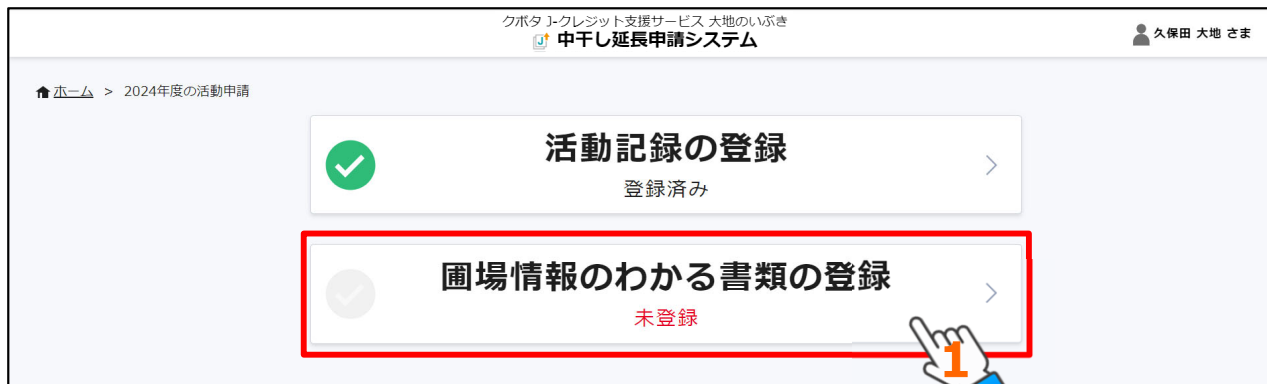 クボタ J-クレジット支援サービス 大地のいぶき
中干し延長申請システム
久保田 大地 さま
ホーム > 2024年度の活動申請
活動記録の登録
登録済み
圃場情報のわかる書類の登録
未登録
1